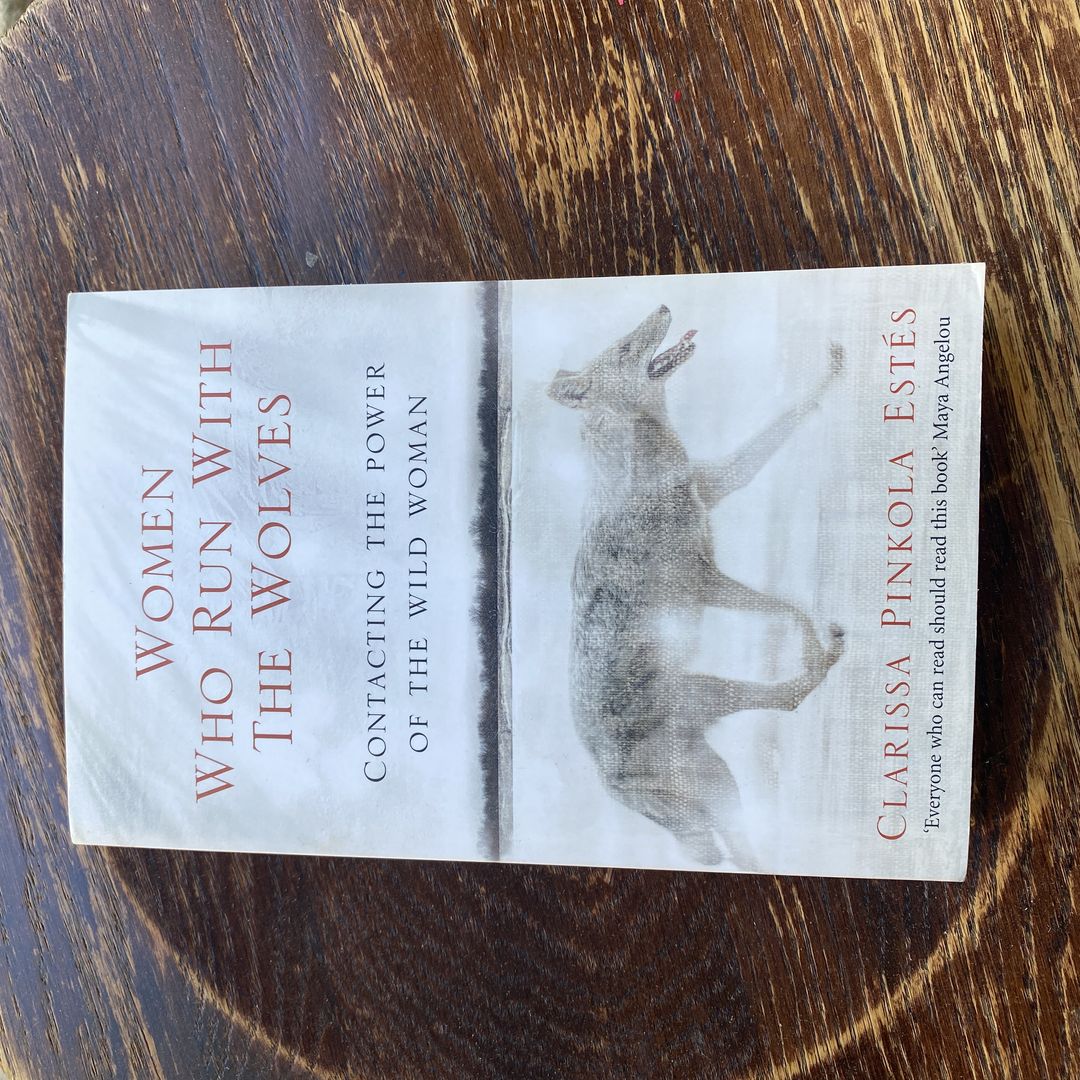 WOMEN
WHO RUN WITH
THE WOLVES
CONTACTING THE POWER
OF THE WILD WOMAN
CLARISSA PINKOLA ESTÉS
‘Everyone who can read should read this book’ Maya Angelou